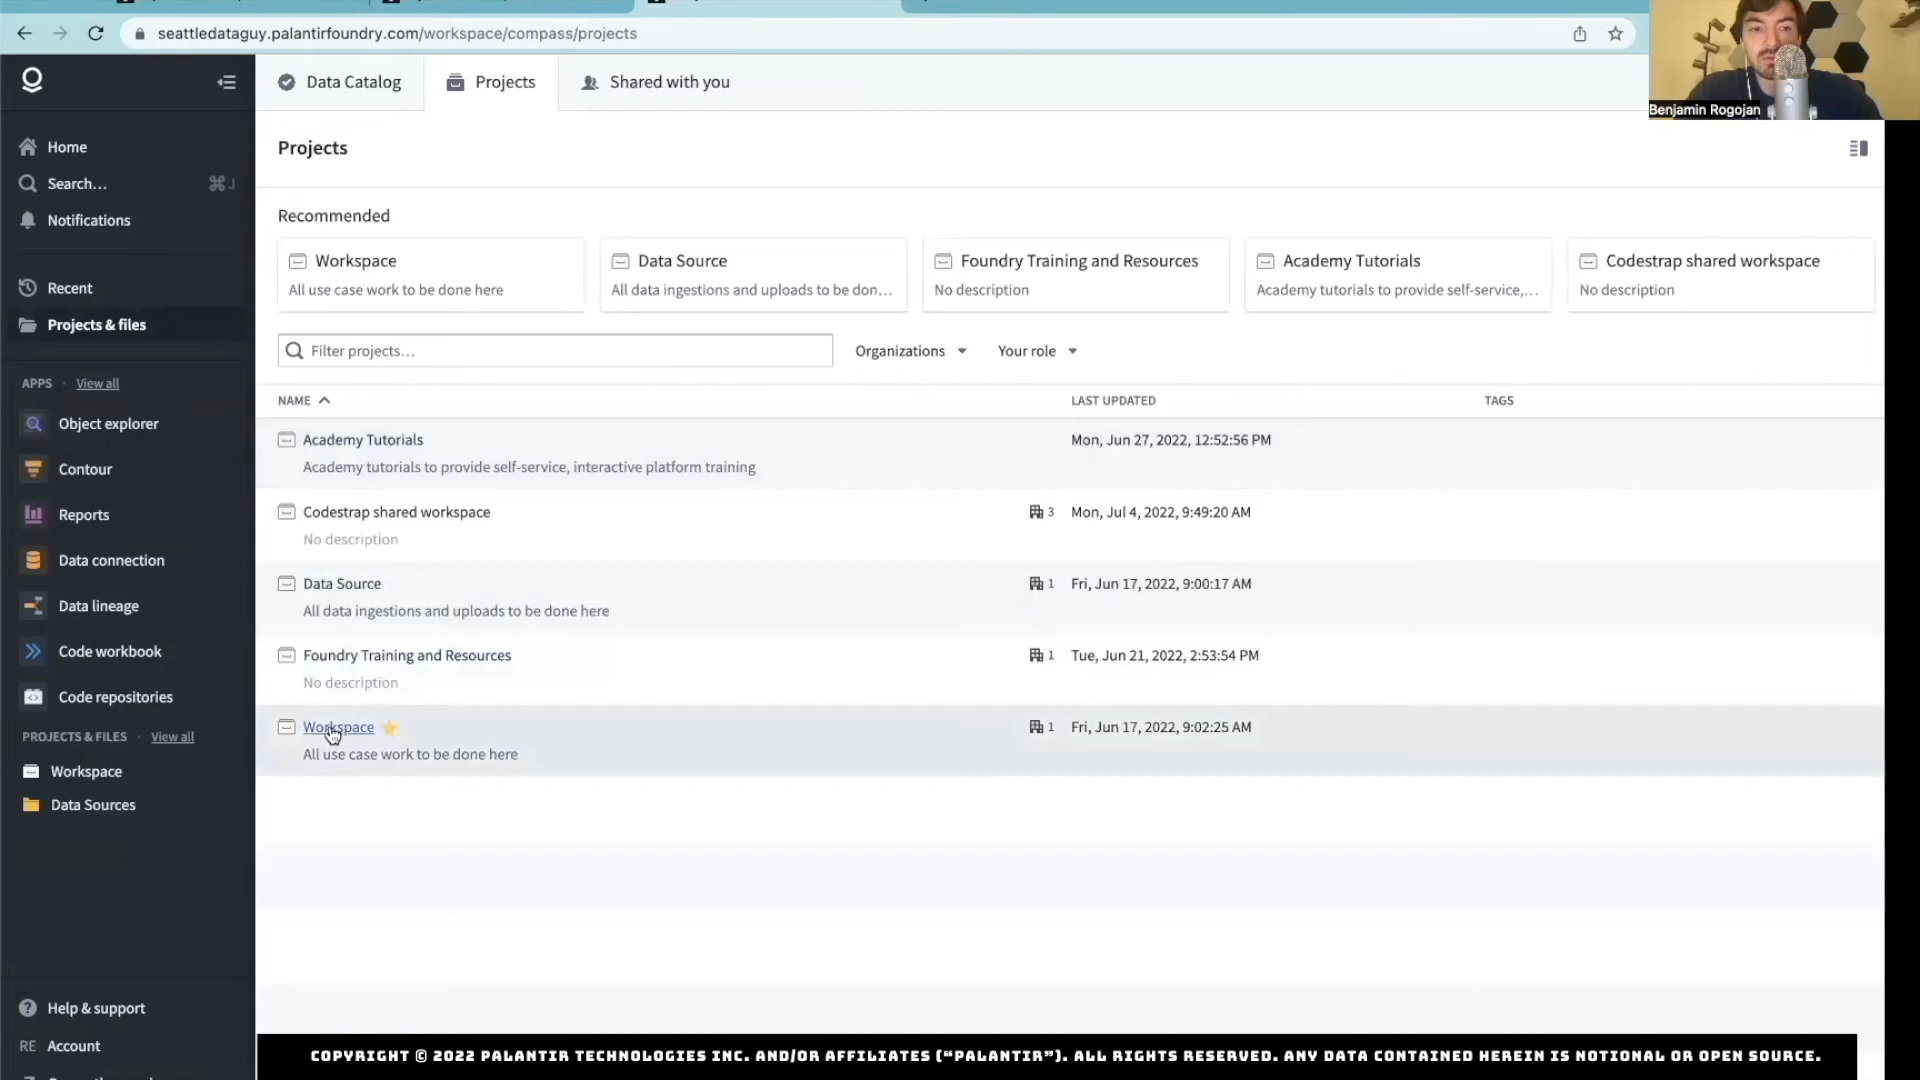 seattledataguy.palantirfoundry.com/workspace/compass/projects
Benjamin Rogojan
Data Catalog
Projects
Shared with you
Home
Search...
⌘ J
Notifications
Recent
Projects & files
APPS · View all
Object explorer
Contour
Reports
Data connection
Data lineage
Code workbook
Code repositories
PROJECTS & FILES · View all
Workspace
Data Sources
Help & support
RE Account
Projects
Recommended
Workspace
All use case work to be done here
Data Source
All data ingestions and uploads to be don...
Foundry Training and Resources
No description
Academy Tutorials
Academy tutorials to provide self-service,...
Codestrap shared workspace
No description
Filter projects...
Organizations
Your role
NAME LAST UPDATED TAGS
Academy Tutorials Mon, Jun 27, 2022, 12:52:56 PM
Academy tutorials to provide self-service, interactive platform training
Codestrap shared workspace 3 Mon, Jul 4, 2022, 9:49:20 AM
No description
Data Source 1 Fri, Jun 17, 2022, 9:00:17 AM
All data ingestions and uploads to be done here
Foundry Training and Resources 1 Tue, Jun 21, 2022, 2:53:54 PM
No description
Workspace 1 Fri, Jun 17, 2022, 9:02:25 AM
All use case work to be done here
COPYRIGHT © 2022 PALANTIR TECHNOLOGIES INC. AND/OR AFFILIATES (“PALANTIR”). ALL RIGHTS RESERVED. ANY DATA CONTAINED HEREIN IS NOTIONAL OR OPEN SOURCE.